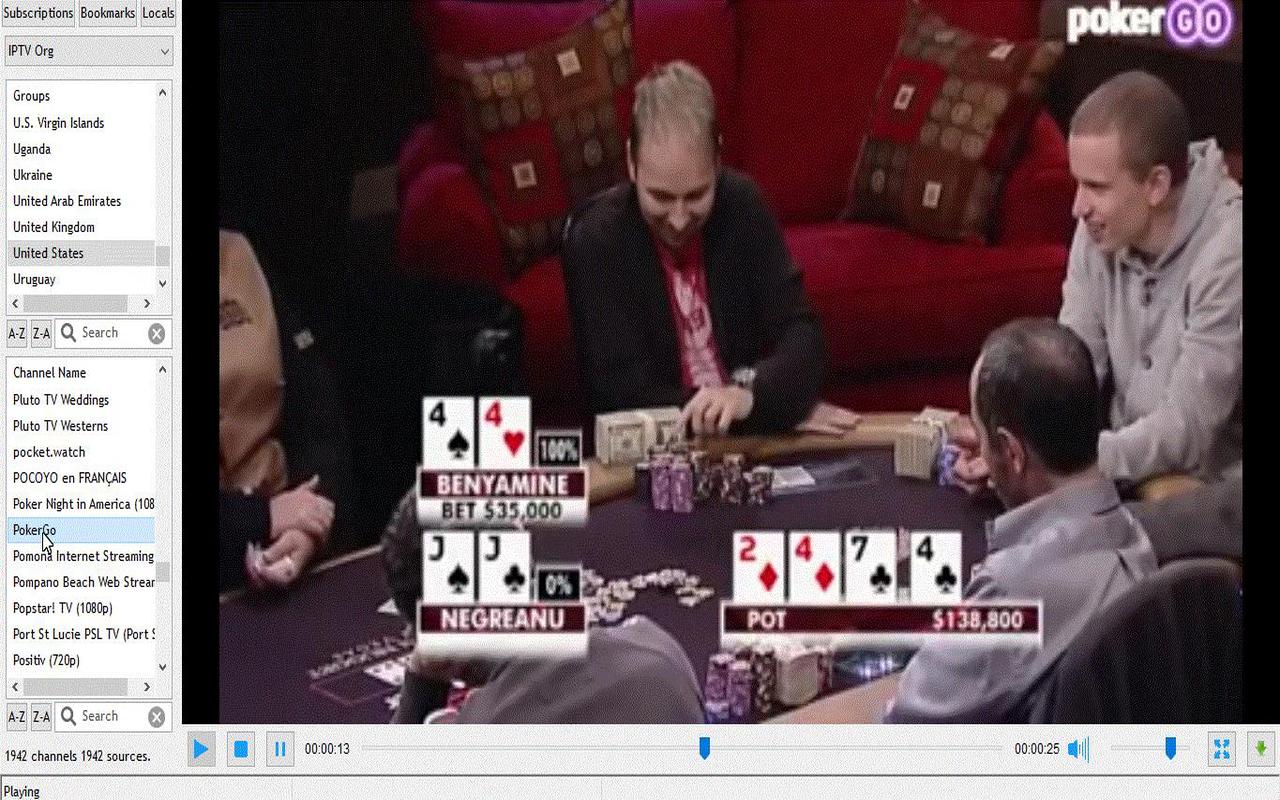 Subscriptions Bookmarks Locals
IPTV Org
Groups
U.S. Virgin Islands
Uganda
Ukraine
United Arab Emirates
United Kingdom
United States
Uruguay
A-Z Z-A Search
Channel Name
Pluto TV Weddings
Pluto TV Westerns
pocket.watch
POCOYO en FRANÇAIS
Poker Night in America (108
PokerGo
Pomona Internet Streaming
Pompano Beach Web Strear
Popstar! TV (1080p)
Port St Lucie PSL TV (Port S
Positiv (720p)
A-Z Z-A Search
1942 channels 1942 sources.
Playing
poker GO
4 4 100%
BENYAMINE
BET $35,000
J J 0%
NEGREANU
2 4 7 4
POT $138,800
00:00:13 00:00:25